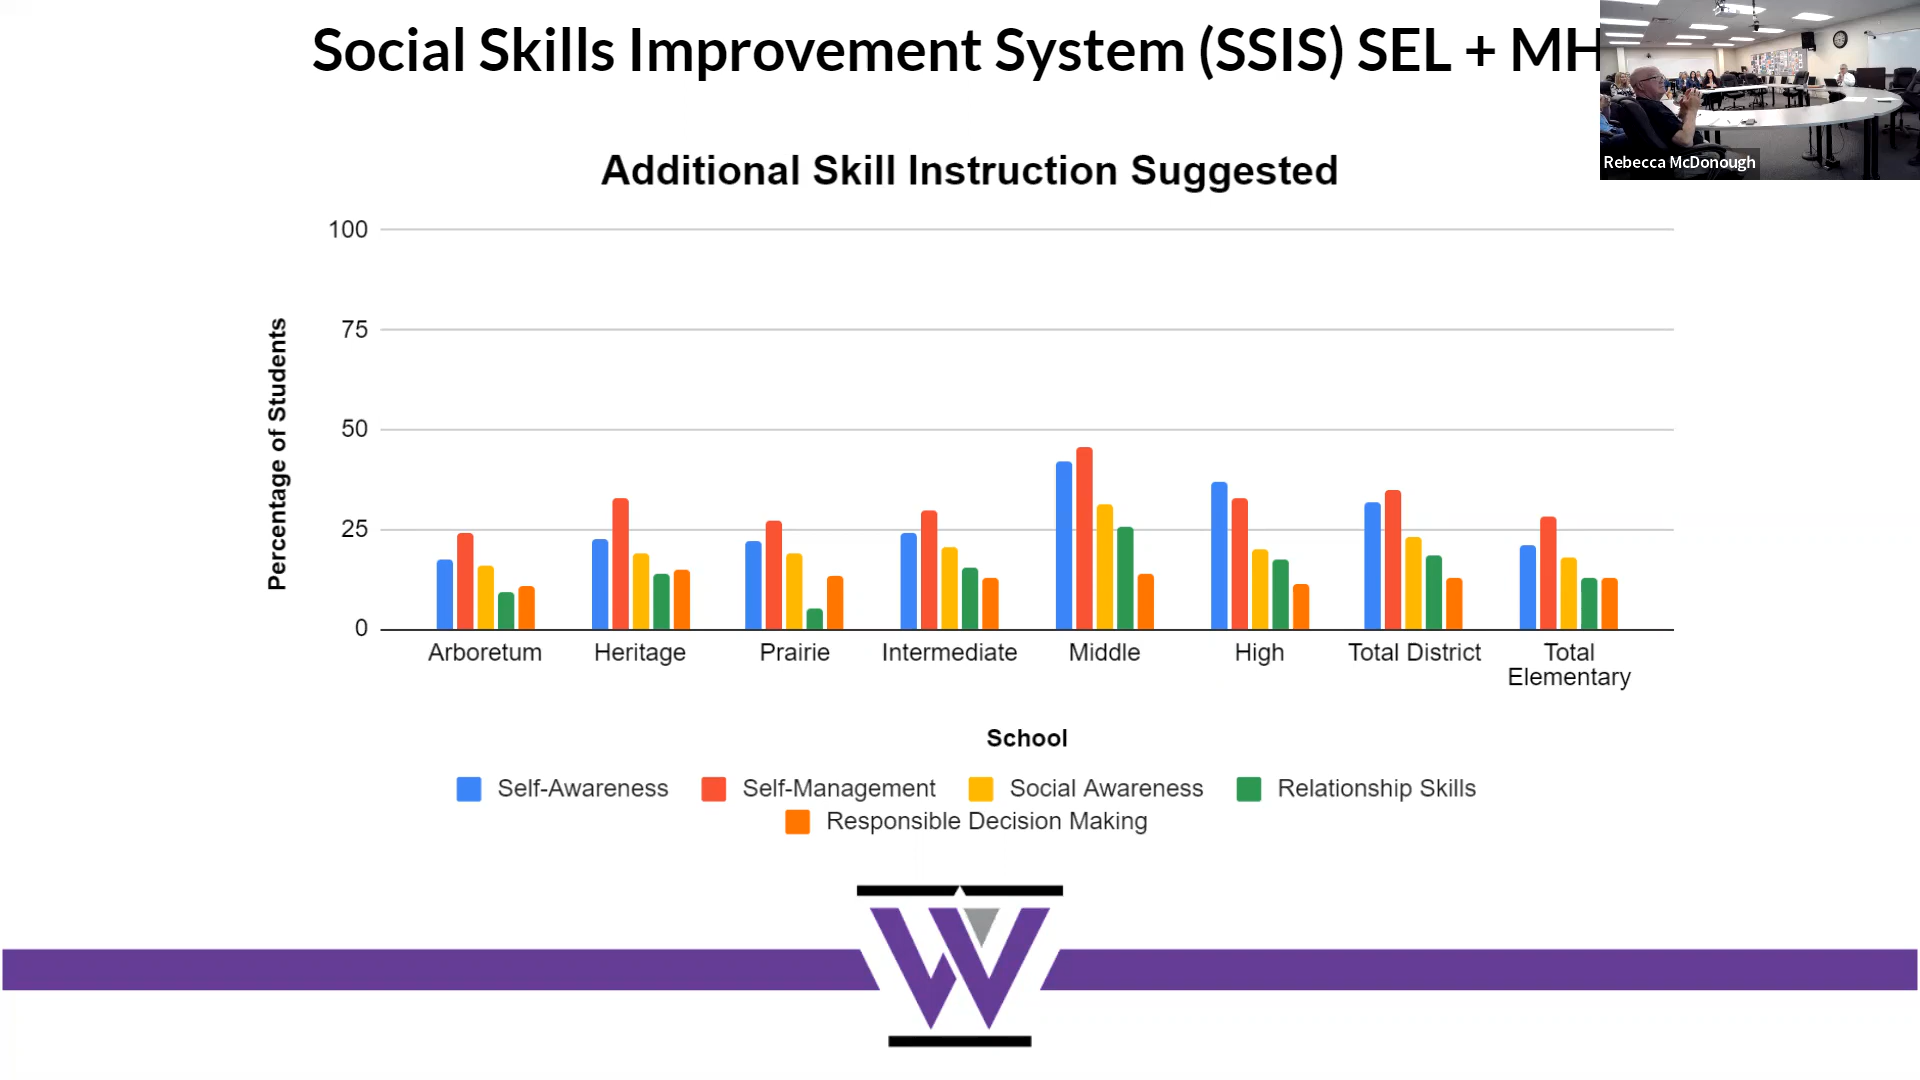 Social Skills Improvement System (SSIS) SEL + MH
Rebecca McDonough
Additional Skill Instruction Suggested
100
75
50
25
0
Percentage of Students
Arboretum Heritage Prairie Intermediate Middle High Total District Total
Elementary
School
Self-Awareness Self-Management Social Awareness Relationship Skills
Responsible Decision Making
W